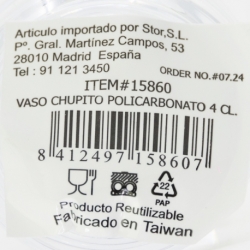 Articulo importado por Stor,S.L.
Pº. Gral. Martínez Campos, 53
28010 Madrid España
Tel: 91 121 3450
ORDER NO.#07.24
ITEM#15860
VASO CHUPITO POLICARBONATO 4 CL.
8 412497 158607
22
PAP
Producto Reutilizable
Fabricado en Taiwan